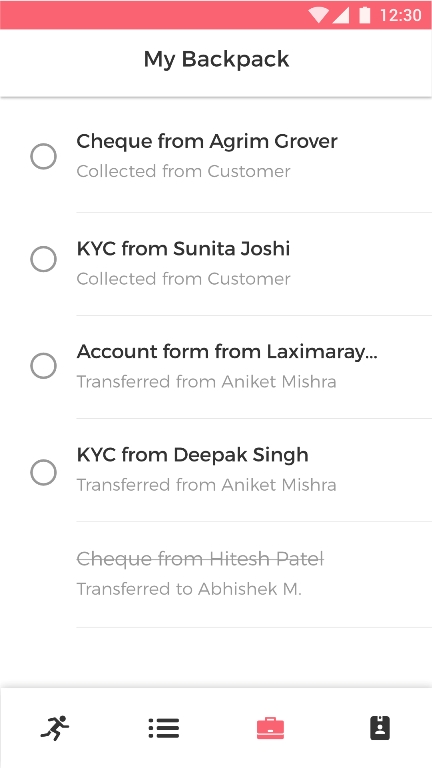 12:30
My Backpack
Cheque from Agrim Grover
Collected from Customer
KYC from Sunita Joshi
Collected from Customer
Account form from Laximaray...
Transferred from Aniket Mishra
KYC from Deepak Singh
Transferred from Aniket Mishra
Cheque from Hitesh Patel
Transferred to Abhishek M.